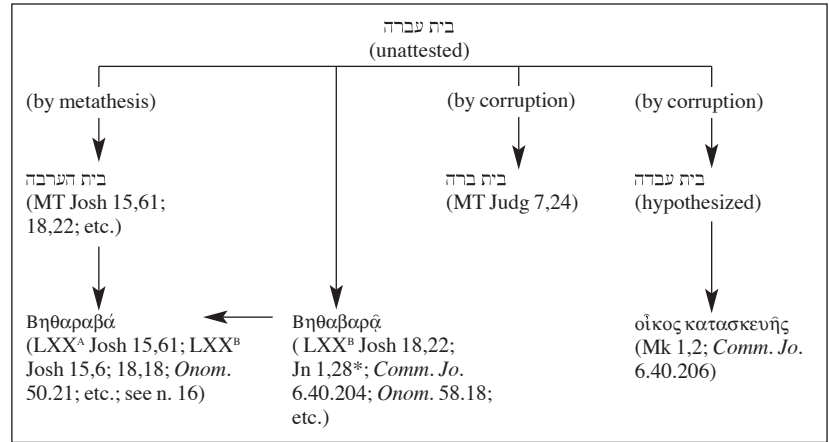 בית עברה
(unattested)
(by metathesis)
(by corruption)
(by corruption)
בית הערבה
(MT Josh 15,61;
18,22; etc.)
בית ברה
(MT Judg 7,24)
בית עבדה
(hypothesized)
Βηθαραβά
(LXXᴬ Josh 15,61; LXXᴮ
Josh 15,6; 18,18; Onom.
50.21; etc.; see n. 16)
Βηθαβαρᾷ
( LXXᴮ Josh 18,22;
Jn 1,28*; Comm. Jo.
6.40.204; Onom. 58.18;
etc.)
οἶκος κατασκευῆς
(Mk 1,2; Comm. Jo.
6.40.206)